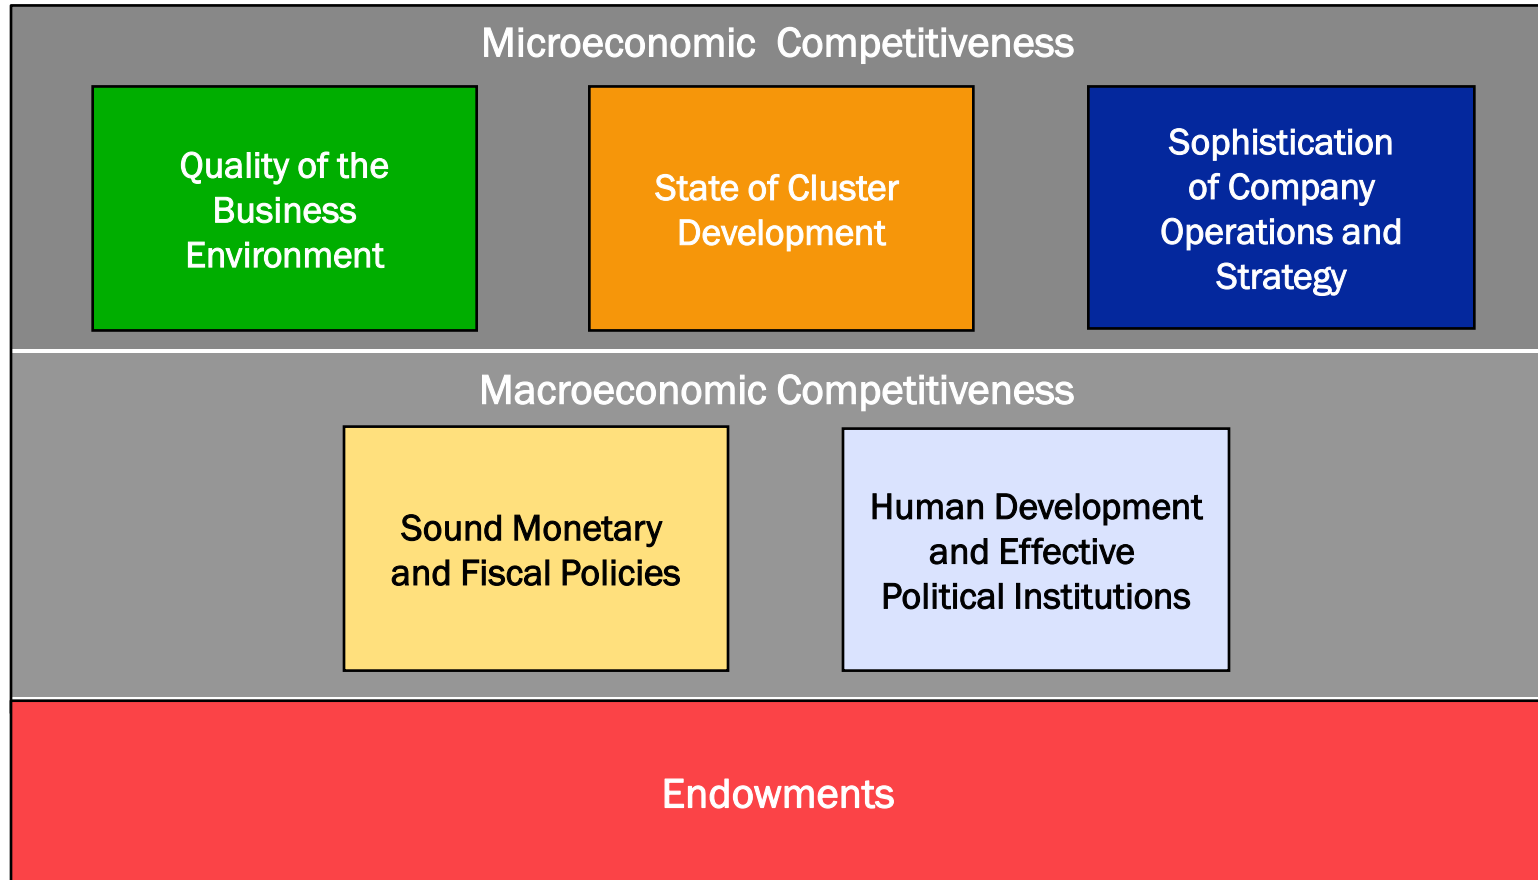 Microeconomic Competitiveness
Quality of the
Business
Environment
State of Cluster
Development
Sophistication
of Company
Operations and
Strategy
Macroeconomic Competitiveness
Sound Monetary
and Fiscal Policies
Human Development
and Effective
Political Institutions
Endowments